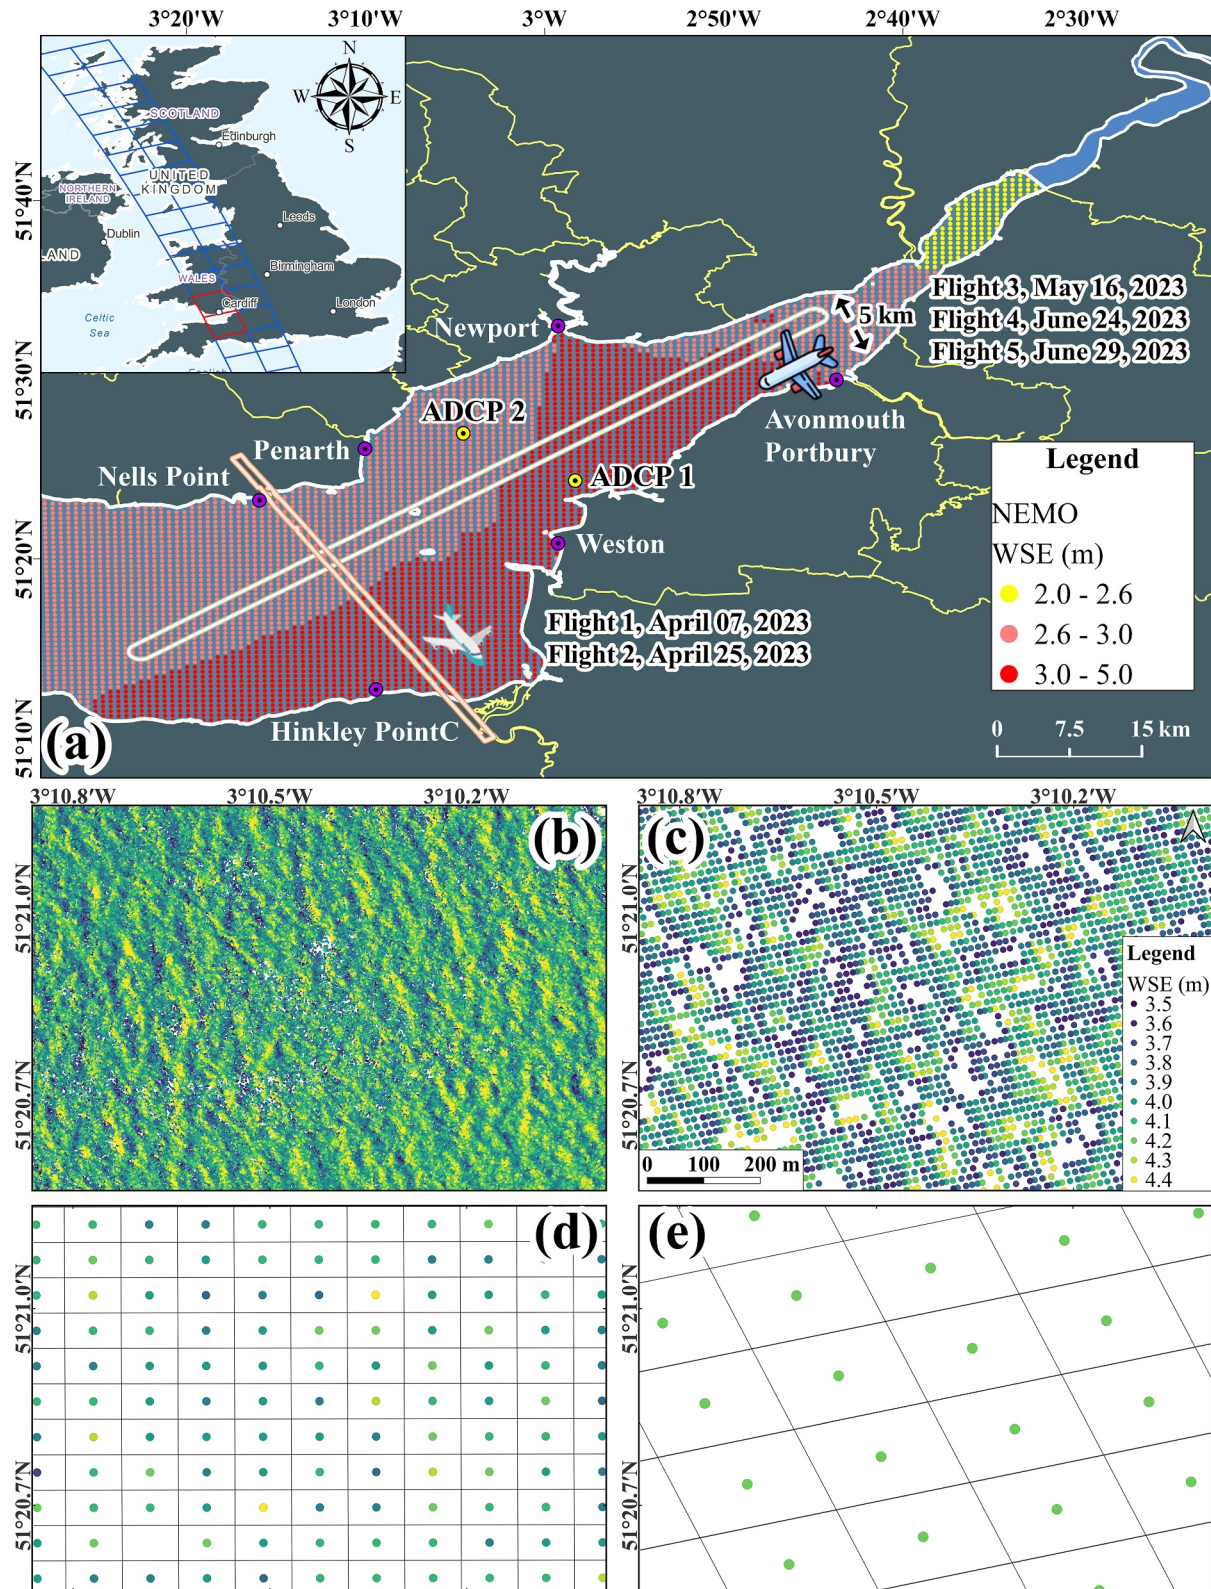 3°20'W 3°10'W 3°W 2°50'W 2°40'W 2°30'W
51°40'N
51°30'N
51°20'N
51°10'N
N
W E
S
SCOTLAND
Edinburgh
UNITED
KINGDOM
NORTHERN
IRELAND
Dublin
LAND
Leeds
Birmingham
WALES
Cardiff
London
Celtic
Sea
Newport
5 km
Flight 3, May 16, 2023
Flight 4, June 24, 2023
Flight 5, June 29, 2023
ADCP 2
Penarth
Nells Point
Avonmouth
Portbury
ADCP 1
Weston
Flight 1, April 07, 2023
Flight 2, April 25, 2023
Hinkley PointC
(a)
Legend
NEMO
WSE (m)
2.0 - 2.6
2.6 - 3.0
3.0 - 5.0
0 7.5 15 km
3°10.8'W 3°10.5'W 3°10.2'W
51°21.0'N
51°20.7'N
(b)
3°10.8'W 3°10.5'W 3°10.2'W
51°21.0'N
51°20.7'N
(c)
Legend
WSE (m)
3.5
3.6
3.7
3.8
3.9
4.0
4.1
4.2
4.3
4.4
0 100 200 m
(d)
51°21.0'N
51°20.7'N
(e)
51°21.0'N
51°20.7'N